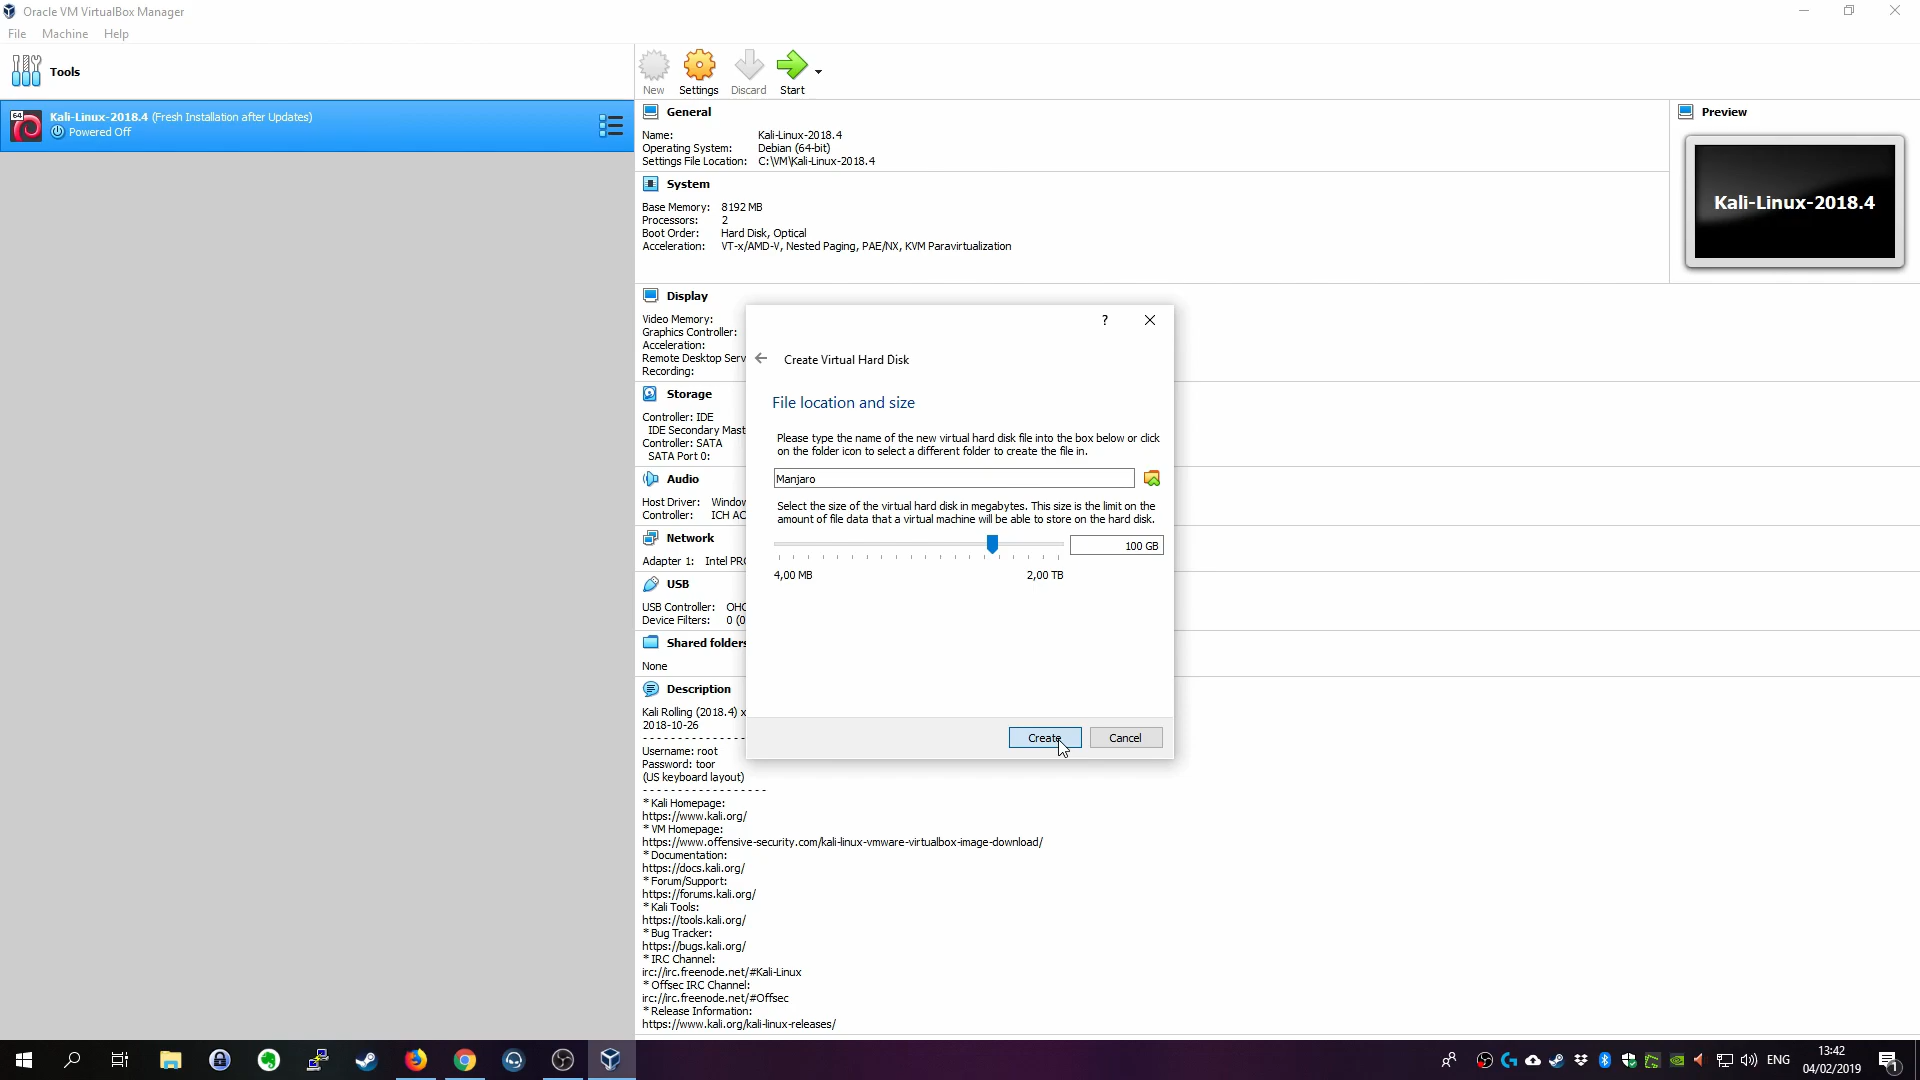 Oracle VM VirtualBox Manager
File Machine Help
Tools
New Settings Discard Start
64
Kali-Linux-2018.4 (Fresh Installation after Updates)
Powered Off
General
Name: Kali-Linux-2018.4
Operating System: Debian (64-bit)
Settings File Location: C:\VM\Kali-Linux-2018.4
Preview
Kali-Linux-2018.4
System
Base Memory: 8192 MB
Processors: 2
Boot Order: Hard Disk, Optical
Acceleration: VT-x/AMD-V, Nested Paging, PAE/NX, KVM Paravirtualization
Display
Video Memory:
Graphics Controller:
Acceleration:
Remote Desktop Serv
Recording:
Storage
Controller: IDE
IDE Secondary Mast
Controller: SATA
SATA Port 0:
Audio
Host Driver: Window
Controller: ICH AC
Network
Adapter 1: Intel PRO
USB
USB Controller: OHC
Device Filters: 0 (0
Shared folders
None
Description
Kali Rolling (2018.4) x
2018-10-26
- - - - - - - - - - - - - - - - - -
Username: root
Password: toor
(US keyboard layout)
- - - - - - - - - - - - - - - - - - -
* Kali Homepage:
https://www.kali.org/
* VM Homepage:
https://www.offensive-security.com/kali-linux-vmware-virtualbox-image-download/
* Documentation:
https://docs.kali.org/
* Forum/Support:
https://forums.kali.org/
* Kali Tools:
https://tools.kali.org/
* Bug Tracker:
https://bugs.kali.org/
* IRC Channel:
irc://irc.freenode.net/#Kali-Linux
* Offsec IRC Channel:
irc://irc.freenode.net/#Offsec
* Release Information:
https://www.kali.org/kali-linux-releases/
?
Create Virtual Hard Disk
File location and size
Please type the name of the new virtual hard disk file into the box below or click
on the folder icon to select a different folder to create the file in.
Manjaro
Select the size of the virtual hard disk in megabytes. This size is the limit on the
amount of file data that a virtual machine will be able to store on the hard disk.
100 GB
4,00 MB 2,00 TB
Create Cancel
ENG
13:42
04/02/2019
1